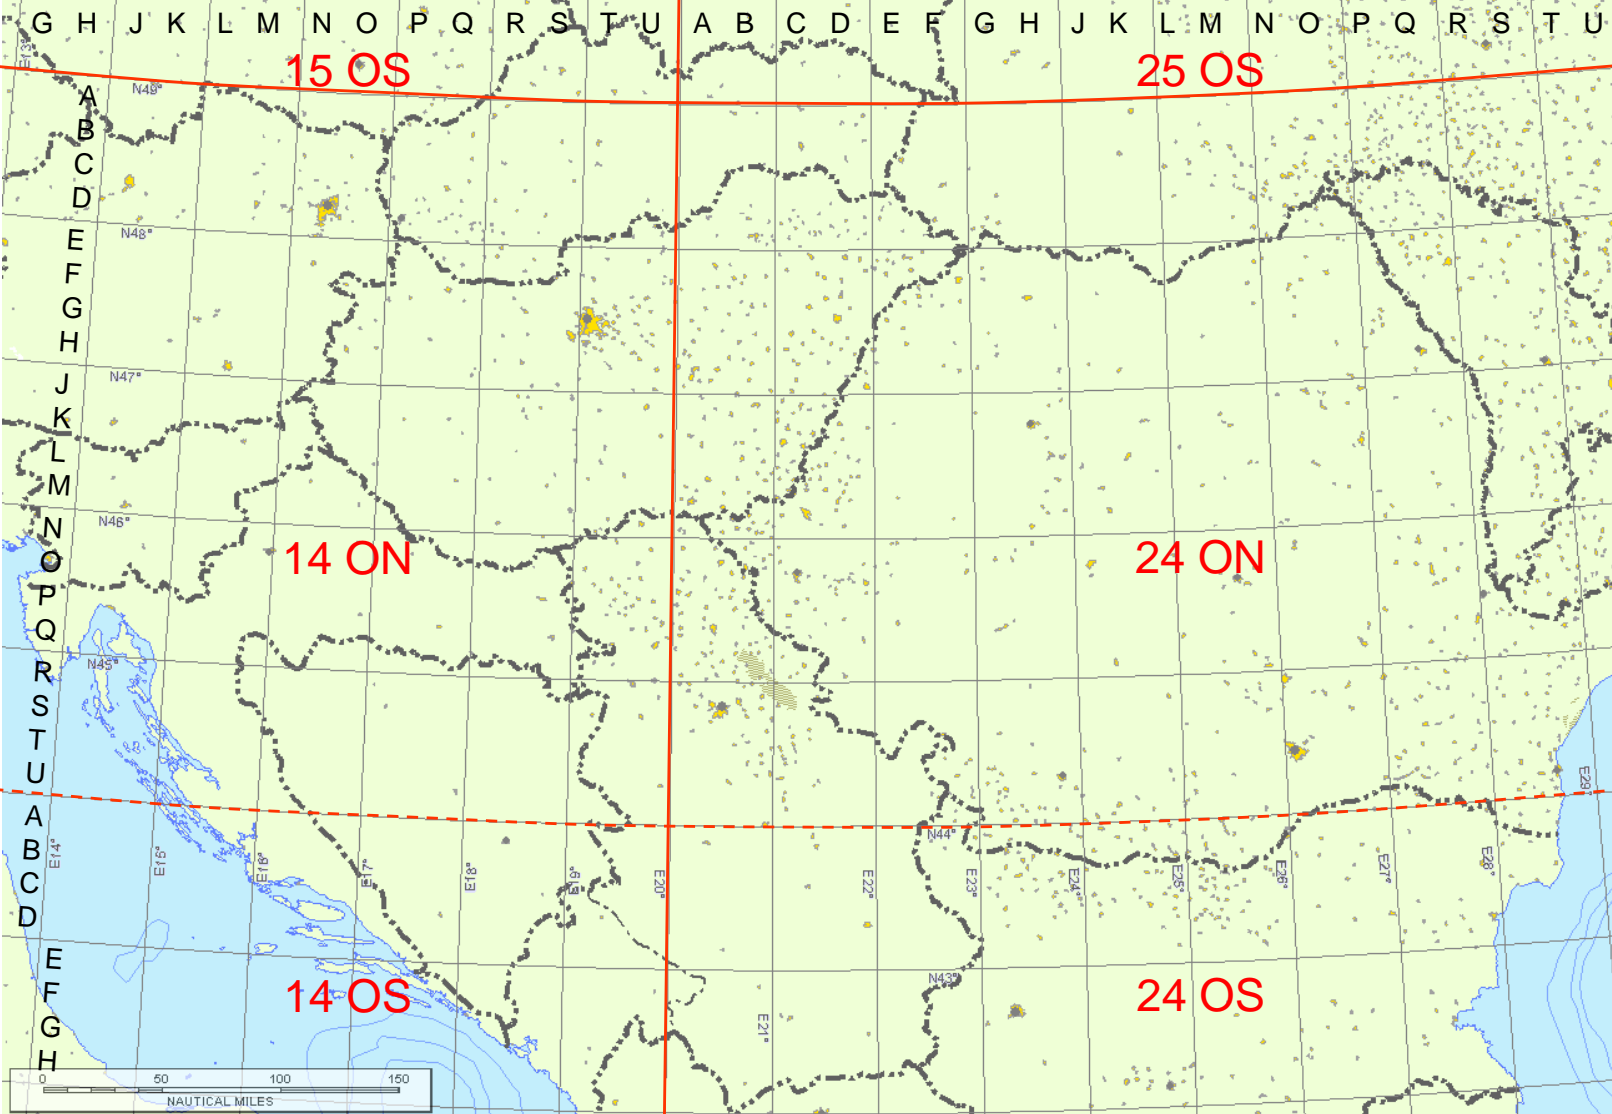 G H J K L M N O P Q R S T U A B C D E F G H J K L M N O P Q R S T U
E13°
15 OS 25 OS
N49°
A
B
C
D
N48°
E
F
G
H
N47°
J
K
L
M
N46°
N
14 ON 24 ON
O
P
Q
N45°
R
S
T
U
E29°
A
N44°
B
E14° E15° E16° E17° E18° E19° E20° E22° E23° E24° E25° E26° E27° E28°
C
D
E
N43°
F
14 OS 24 OS
G
E21°
H
0 50 100 150
NAUTICAL MILES